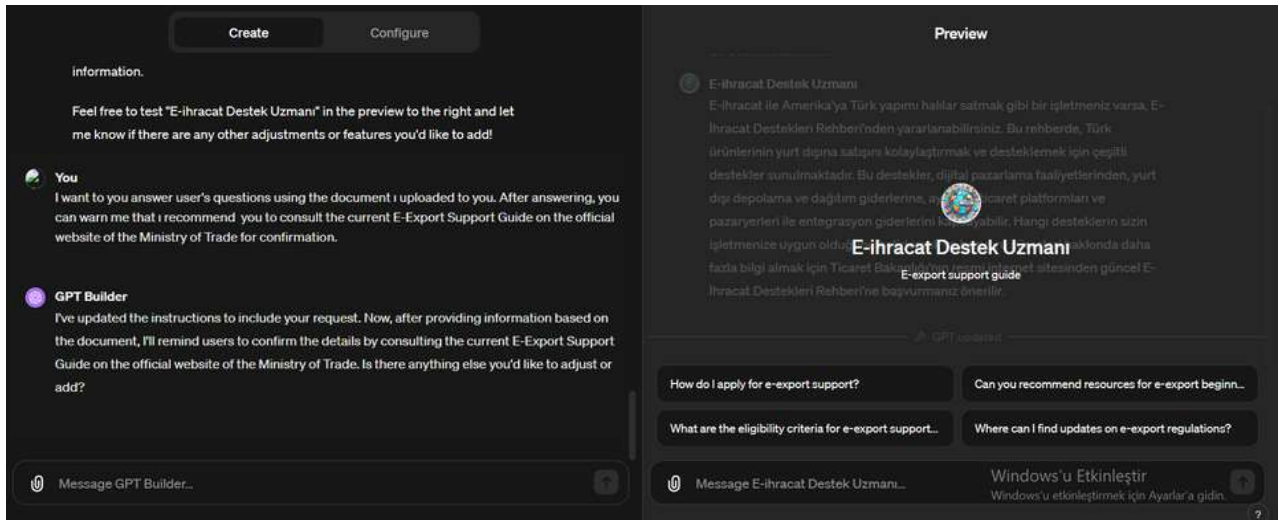 Create
Configure
information.
Feel free to test "E-ihracat Destek Uzmanı" in the preview to the right and let
me know if there are any other adjustments or features you'd like to add!
You
I want to you answer user's questions using the document ı uploaded to you. After answering, you
can warn me that ı recommend you to consult the current E-Export Support Guide on the official
website of the Ministry of Trade for confirmation.
GPT Builder
I've updated the instructions to include your request. Now, after providing information based on
the document, I'll remind users to confirm the details by consulting the current E-Export Support
Guide on the official website of the Ministry of Trade. Is there anything else you'd like to adjust or
add?
Message GPT Builder…
Preview
E-ihracat Destek Uzmanı
E-ihracat ile Amerika'ya Türk yapımı halılar satmak gibi bir işletmeniz varsa, E-
İhracat Destekleri Rehberi'nden yararlanabilirsiniz. Bu rehberde, Türk
ürünlerinin yurt dışına satışını kolaylaştırmak ve desteklemek için çeşitli
destekler sunulmaktadır. Bu destekler, dijital pazarlama faaliyetlerinden, yurt
dışı depolama ve dağıtım giderlerine, ticaret platformları ve
pazaryerleri ile entegrasyon giderlerini
Hangi desteklerin sizin
işletmenize uygun
hakkında daha
E-ihracat Destek Uzmanı
fazla bilgi almak için Ticaret
sitesinden güncel E-
E-export support guide
İhracat Destekleri Rehberi'ne başvurmanız önerilir.
GPT updated
How do I apply for e-export support?
Can you recommend resources for e-export beginn...
What are the eligibility criteria for e-export support...
Where can I find updates on e-export regulations?
Message E-ihracat Destek Uzmanı…
Windows'u Etkinleştir
Windows'u etkinleştirmek için Ayarlar'a gidin.
?